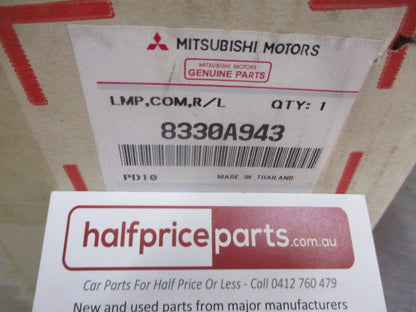 MITSUBISHI MOTORS
MITSUBISHI MOTORS
GENUINE PARTS
LMP,COM,R/L QTY: 1
8330A943
PD10 MADE IN THAILAND
halfpriceparts.com.au
Car Parts For Half Price Or Less - Call 0412 760 479
New and used parts from major manufacturers